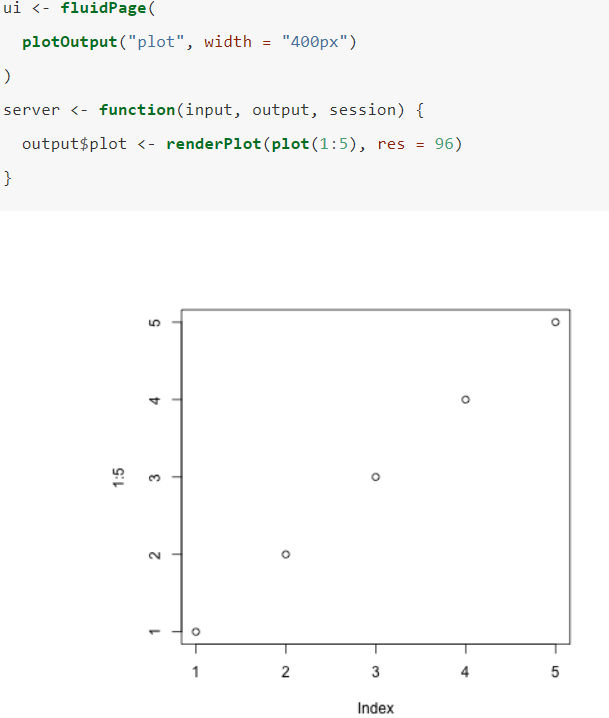 ui <- fluidPage(
  plotOutput("plot", width = "400px")
)
server <- function(input, output, session) {
  output$plot <- renderPlot(plot(1:5), res = 96)
}
5
4
1:5
3
2
1
1 2 3 4 5
Index